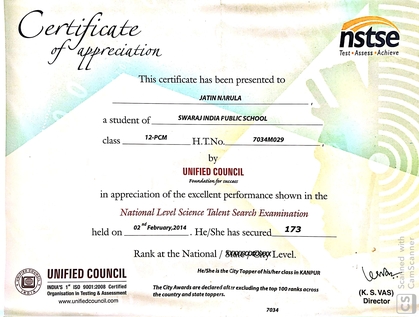 Certificate
of appreciation
nstse
Test • Assess • Achieve
This certificate has been presented to
JATIN NARULA
a student of SWARAJ INDIA PUBLIC SCHOOL
class 12-PCM H.T.No. 7034M029
by
UNIFIED COUNCIL
Foundation for success
in appreciation of the excellent performance shown in the
National Level Science Talent Search Examination
held on 02nd February,2014 . He/She has secured 173
Rank at the National / State / City Level.
He/She is the City Topper of his/her class in KANPUR
UNIFIED COUNCIL
INDIA'S 1st ISO 9001:2008 Certified
Organisation in Testing & Assessment
www.unifiedcouncil.com
The City Awards are declared after excluding the top 100 ranks across
the country and state toppers.
(K. S. VAS)
Director
7034
CS Scanned with
CamScanner